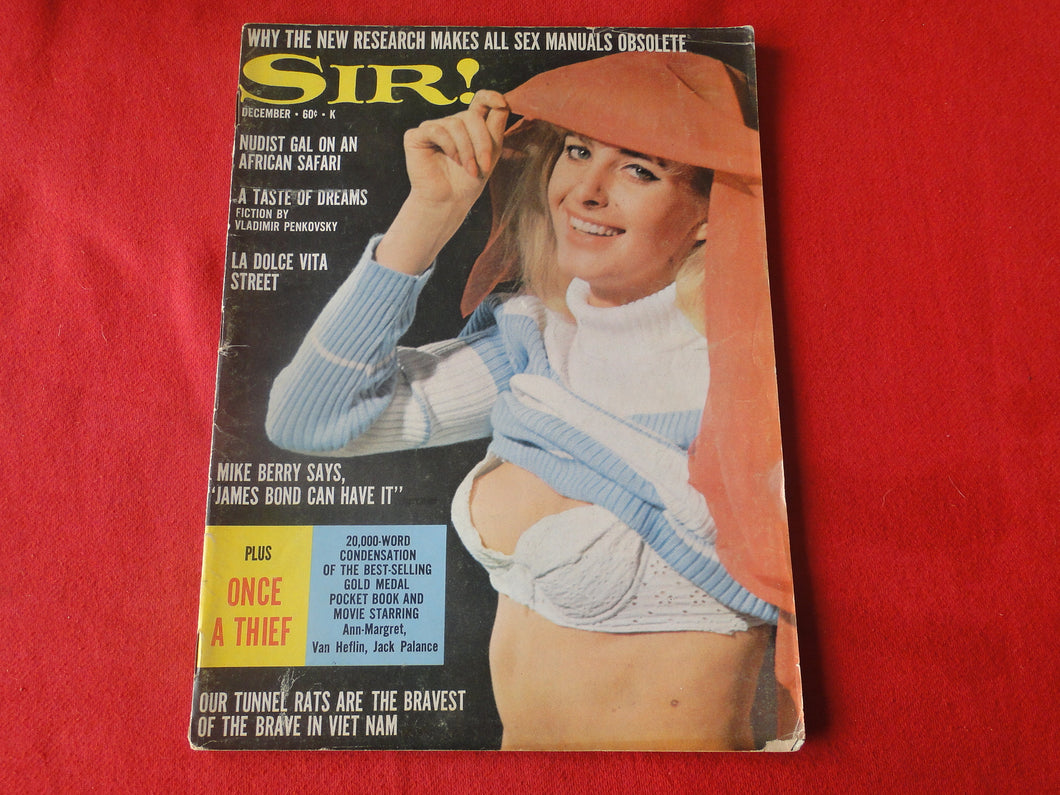 WHY THE NEW RESEARCH MAKES ALL SEX MANUALS OBSOLETE
SIR!
DECEMBER • 60¢ • K
NUDIST GAL ON AN
AFRICAN SAFARI
A TASTE OF DREAMS
FICTION BY
VLADIMIR PENKOVSKY
LA DOLCE VITA
STREET
MIKE BERRY SAYS,
'JAMES BOND CAN HAVE IT"
PLUS
ONCE
A THIEF
20,000-WORD
CONDENSATION
OF THE BEST-SELLING
GOLD MEDAL
POCKET BOOK AND
MOVIE STARRING
Ann-Margret,
Van Heflin, Jack Palance
OUR TUNNEL RATS ARE THE BRAVEST
OF THE BRAVE IN VIET NAM